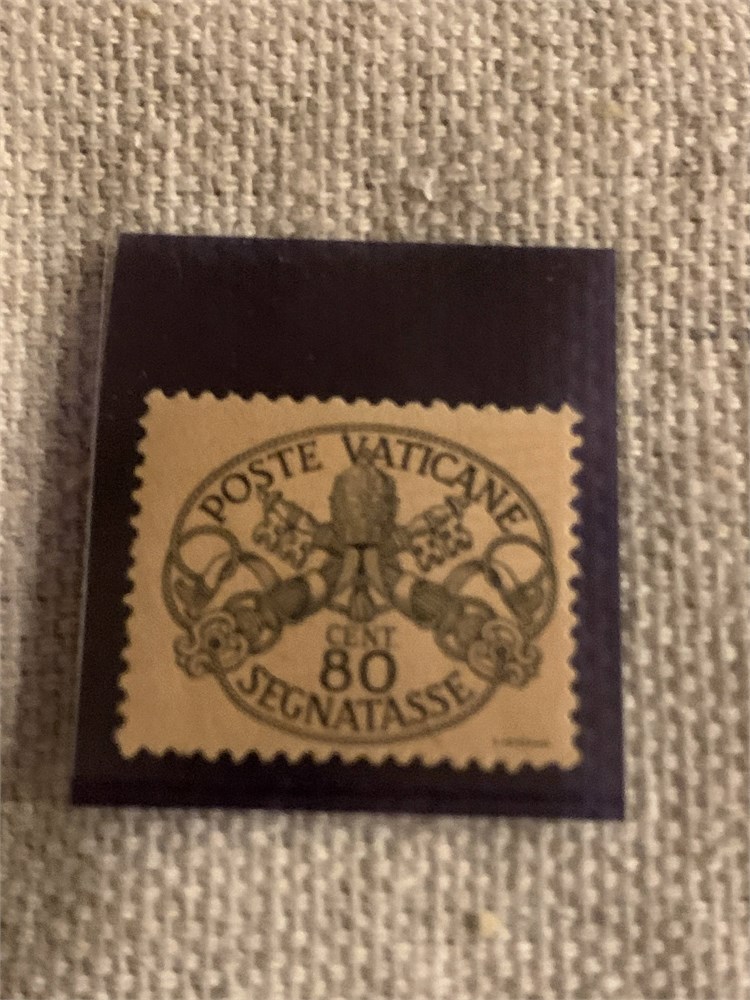 POSTE VATICANE
CENT.
80
SEGNATASSE